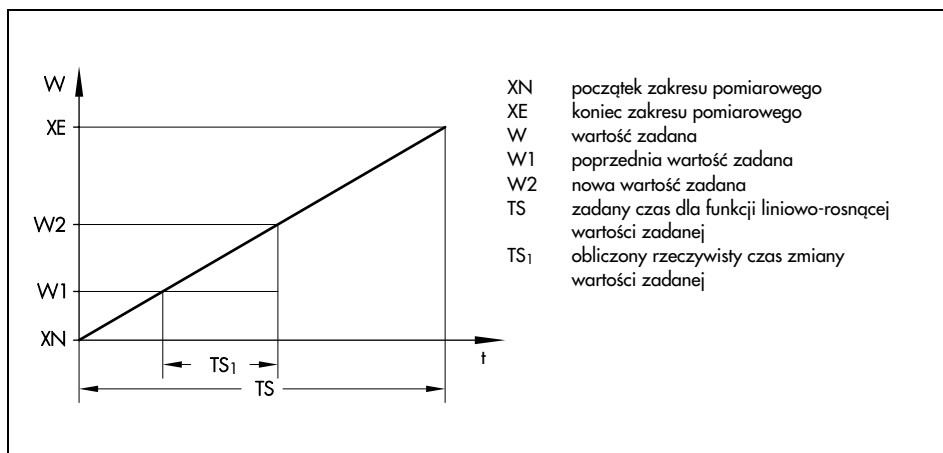 W
XE
W2
W1
XN
TS1
TS
t
XN początek zakresu pomiarowego
XE koniec zakresu pomiarowego
W wartość zadana
W1 poprzednia wartość zadana
W2 nowa wartość zadana
TS zadany czas dla funkcji liniowo-rosnącej
wartości zadanej
TS1 obliczony rzeczywisty czas zmiany
wartości zadanej